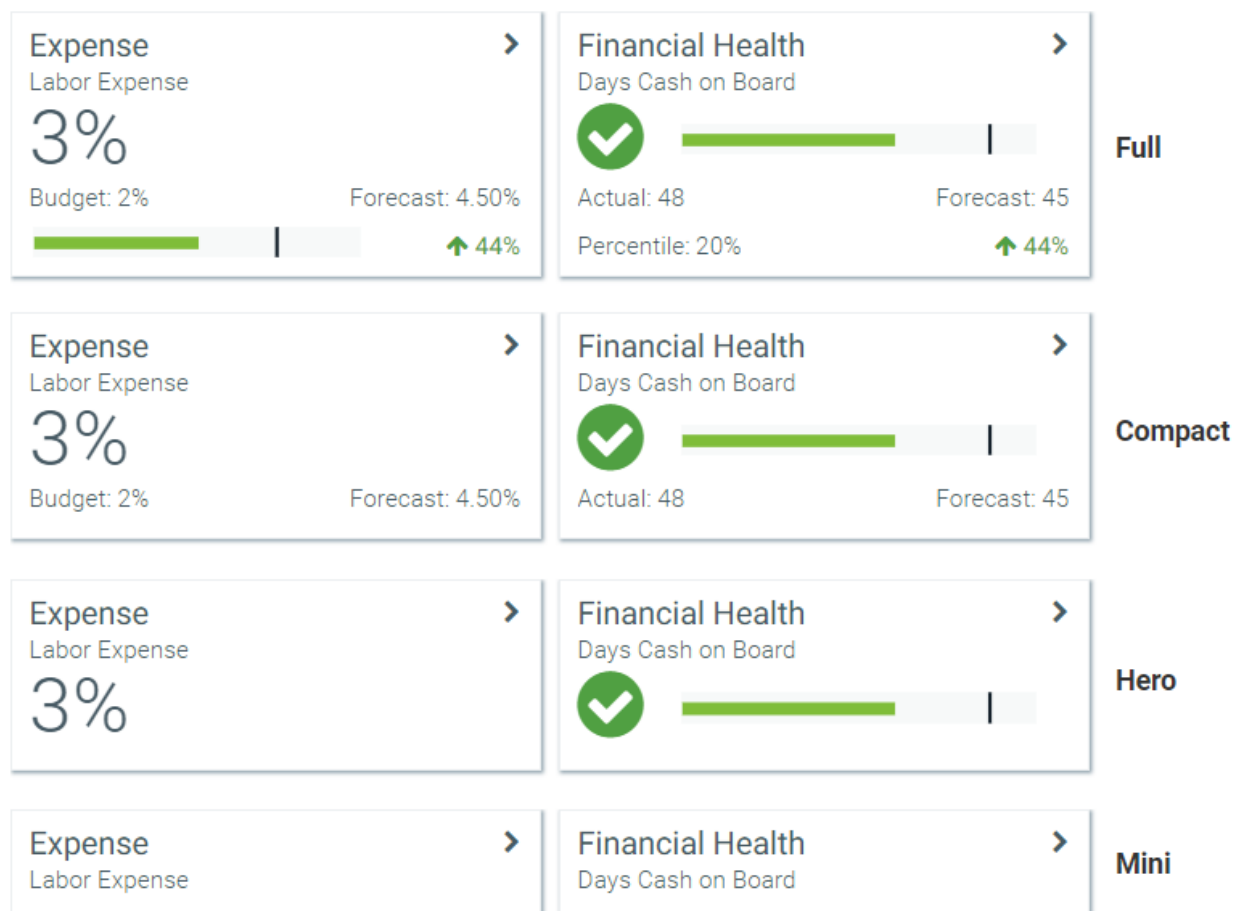 Expense
Labor Expense
3%
Budget: 2% Forecast: 4.50%
44%
Financial Health
Days Cash on Board
Actual: 48 Forecast: 45
Percentile: 20% 44%
Full
Expense
Labor Expense
3%
Budget: 2% Forecast: 4.50%
Financial Health
Days Cash on Board
Actual: 48 Forecast: 45
Compact
Expense
Labor Expense
3%
Financial Health
Days Cash on Board
Hero
Expense
Labor Expense
Financial Health
Days Cash on Board
Mini